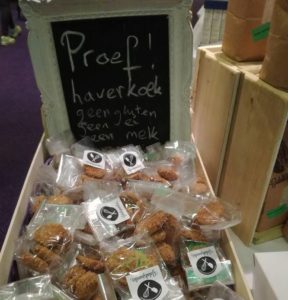 Proef!
haverkoek
geen gluten
geen ei
geen melk